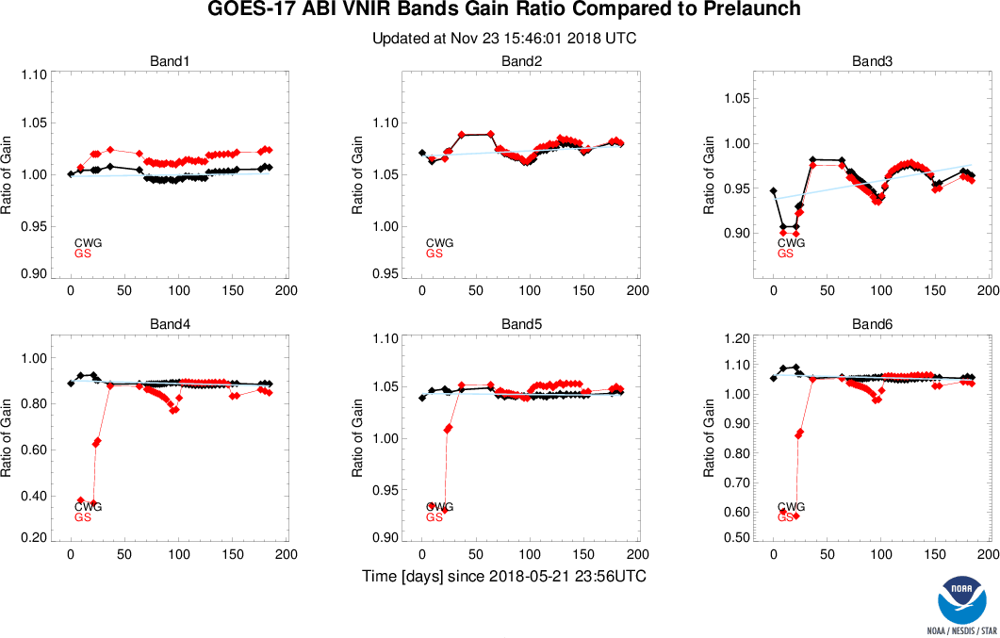 GOES-17 ABI VNIR Bands Gain Ratio Compared to Prelaunch
Updated at Nov 23 15:46:01 2018 UTC
Band1
Ratio of Gain
1.10
1.05
1.00
0.95
0.90
CWG
GS
0 50 100 150 200
Band2
Ratio of Gain
1.10
1.05
1.00
0.95
CWG
GS
0 50 100 150 200
Band3
Ratio of Gain
1.05
1.00
0.95
0.90
CWG
GS
0 50 100 150 200
Band4
Ratio of Gain
1.00
0.80
0.60
0.40
0.20
CWG
GS
0 50 100 150 200
Band5
Ratio of Gain
1.10
1.05
1.00
0.95
0.90
CWG
GS
0 50 100 150 200
Band6
Ratio of Gain
1.20
1.10
1.00
0.90
0.80
0.70
0.60
0.50
CWG
GS
0 50 100 150 200
Time [days] since 2018-05-21 23:56UTC
NOAA
NOAA / NESDIS / STAR